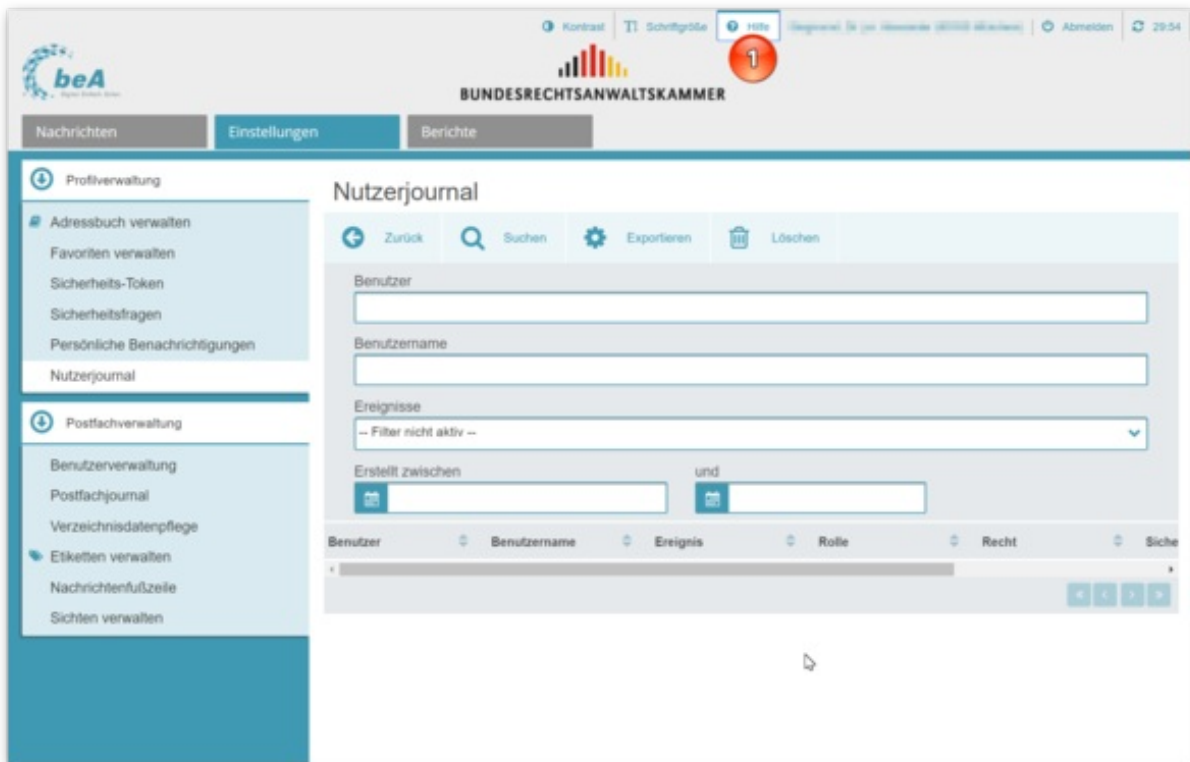 Kontrast Schriftgröße Hilfe Abmelden 29:54
1
beA
BUNDESRECHTSANWALTSKAMMER
Nachrichten Einstellungen Berichte
Profilverwaltung
Adressbuch verwalten
Favoriten verwalten
Sicherheits-Token
Sicherheitsfragen
Persönliche Benachrichtigungen
Nutzerjournal
Postfachverwaltung
Benutzerverwaltung
Postfachjournal
Verzeichnisdatenpflege
Etiketten verwalten
Nachrichtenfußzeile
Sichten verwalten
Nutzerjournal
Zurück Suchen Exportieren Löschen
Benutzer
Benutzername
Ereignisse
-- Filter nicht aktiv --
Erstellt zwischen und
Benutzer Benutzername Ereignis Rolle Recht Siche